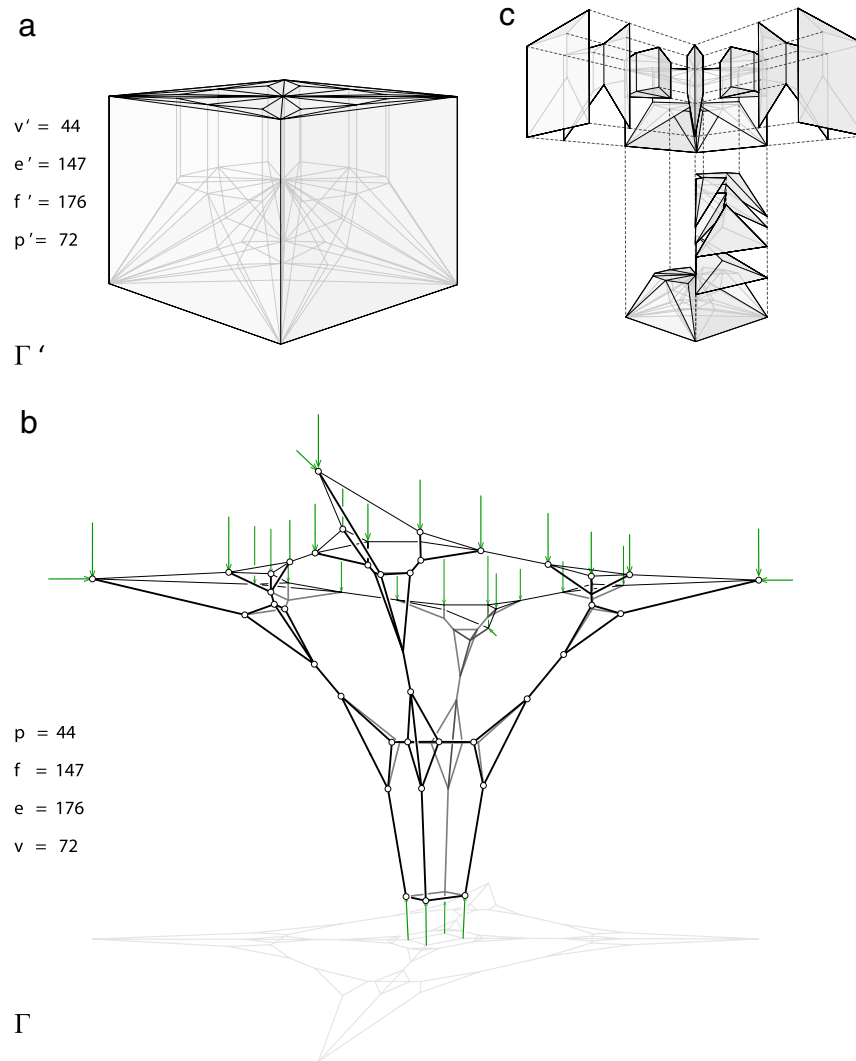 a
v‘ = 44
e ’ = 147
f ’ = 176
p ’= 72
Γ ‘
c
b
p = 44
f = 147
e = 176
v = 72
Γ